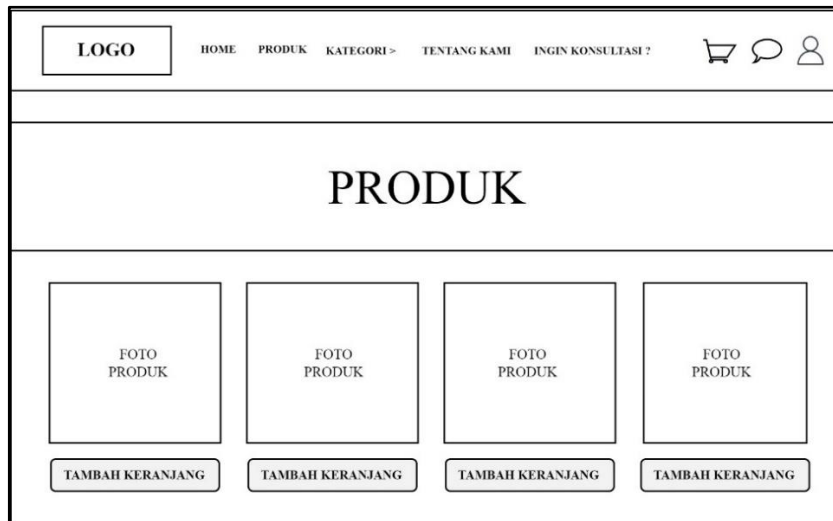 LOGO
HOME
PRODUK
KATEGORI >
TENTANG KAMI
INGIN KONSULTASI ?
PRODUK
FOTO
PRODUK
FOTO
PRODUK
FOTO
PRODUK
FOTO
PRODUK
TAMBAH KERANJANG
TAMBAH KERANJANG
TAMBAH KERANJANG
TAMBAH KERANJANG